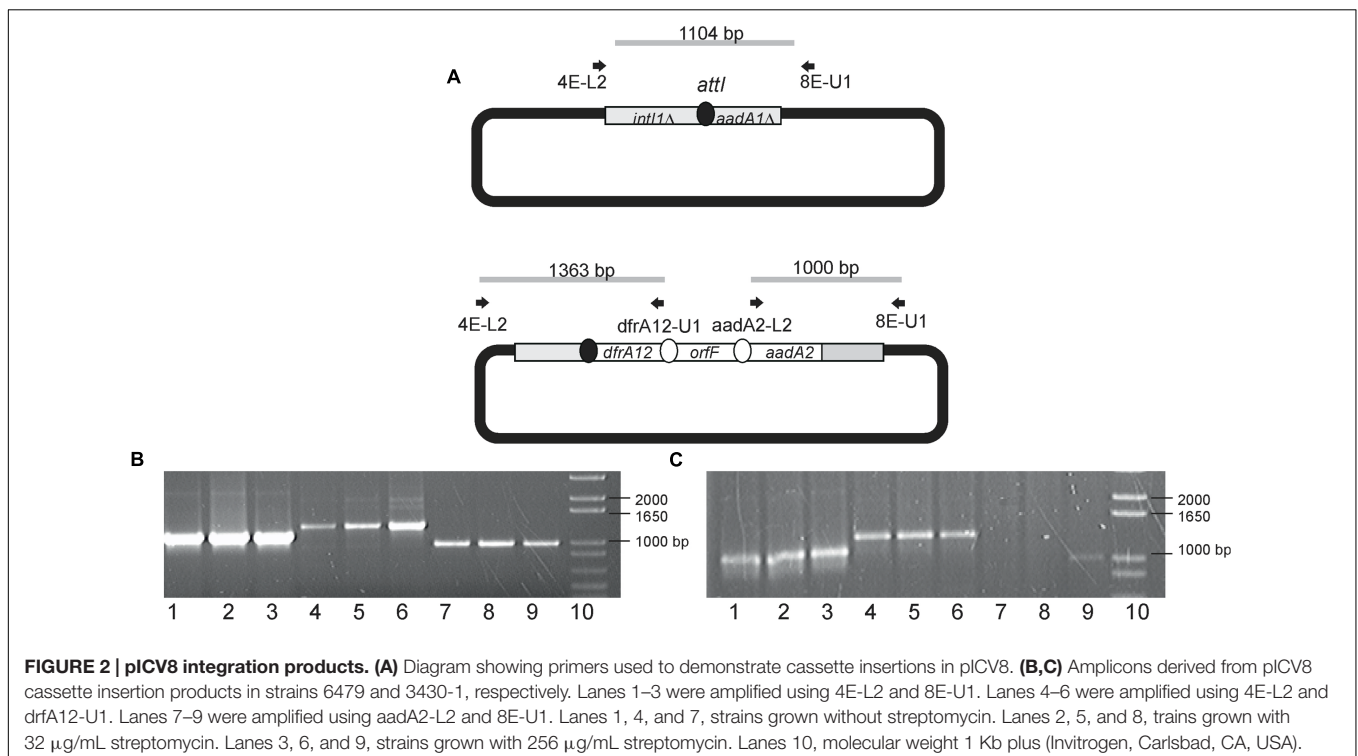 1104 bp
A
4E-L2
attI
8E-U1
intI1Δ
aadA1Δ
1363 bp
1000 bp
4E-L2
dfrA12-U1
aadA2-L2
8E-U1
dfrA12
orfF
aadA2
B
2000
1650
1000 bp
1 2 3 4 5 6 7 8 9 10
C
2000
1650
1000 bp
1 2 3 4 5 6 7 8 9 10
FIGURE 2 | pICV8 integration products. (A) Diagram showing primers used to demonstrate cassette insertions in pICV8. (B,C) Amplicons derived from pICV8
cassette insertion products in strains 6479 and 3430-1, respectively. Lanes 1–3 were amplified using 4E-L2 and 8E-U1. Lanes 4–6 were amplified using 4E-L2 and
drfA12-U1. Lanes 7–9 were amplified using aadA2-L2 and 8E-U1. Lanes 1, 4, and 7, strains grown without streptomycin. Lanes 2, 5, and 8, trains grown with
32 μg/mL streptomycin. Lanes 3, 6, and 9, strains grown with 256 μg/mL streptomycin. Lanes 10, molecular weight 1 Kb plus (Invitrogen, Carlsbad, CA, USA).